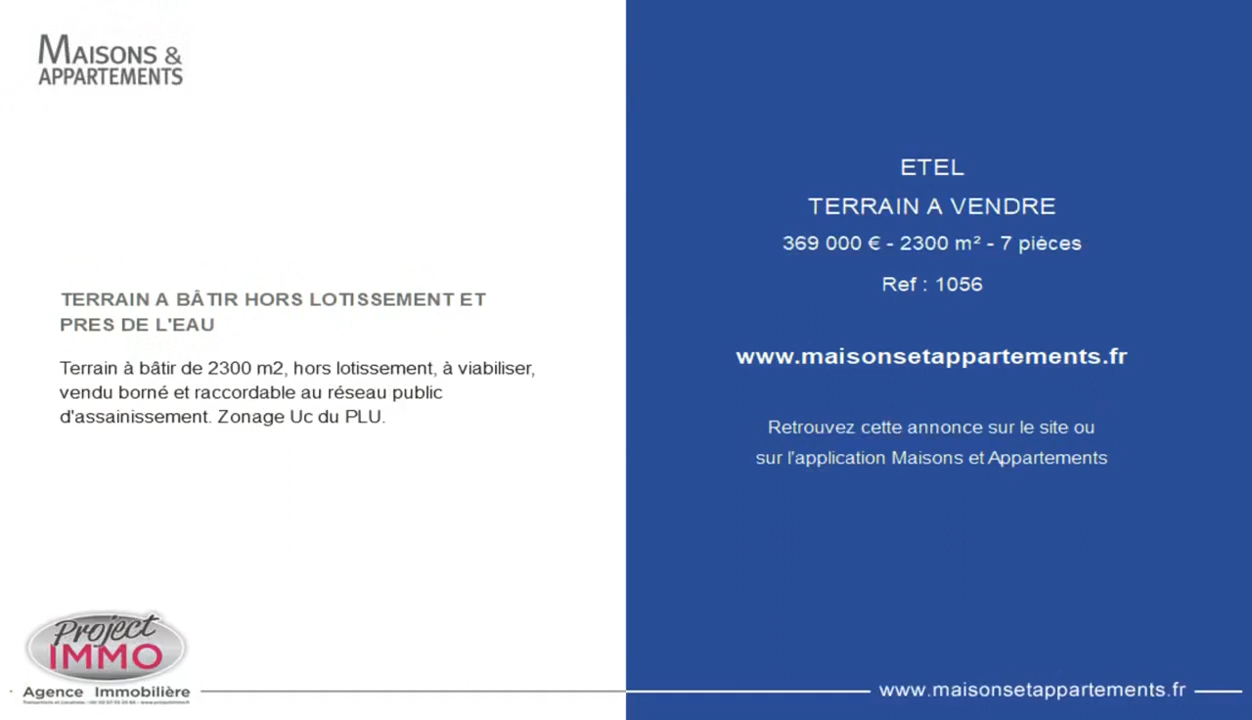 MAISONS &
APPARTEMENTS
TERRAIN A BÂTIR HORS LOTISSEMENT ET
PRES DE L'EAU
Terrain à bâtir de 2300 m2, hors lotissement, à viabiliser,
vendu borné et raccordable au réseau public
d'assainissement. Zonage Uc du PLU.
Project
IMMO
Agence Immobilière
ETEL
TERRAIN A VENDRE
369 000 € - 2300 m² - 7 pièces
Ref : 1056
www.maisonsetappartements.fr
Retrouvez cette annonce sur le site ou
sur l'application Maisons et Appartements
www.maisonsetappartements.fr